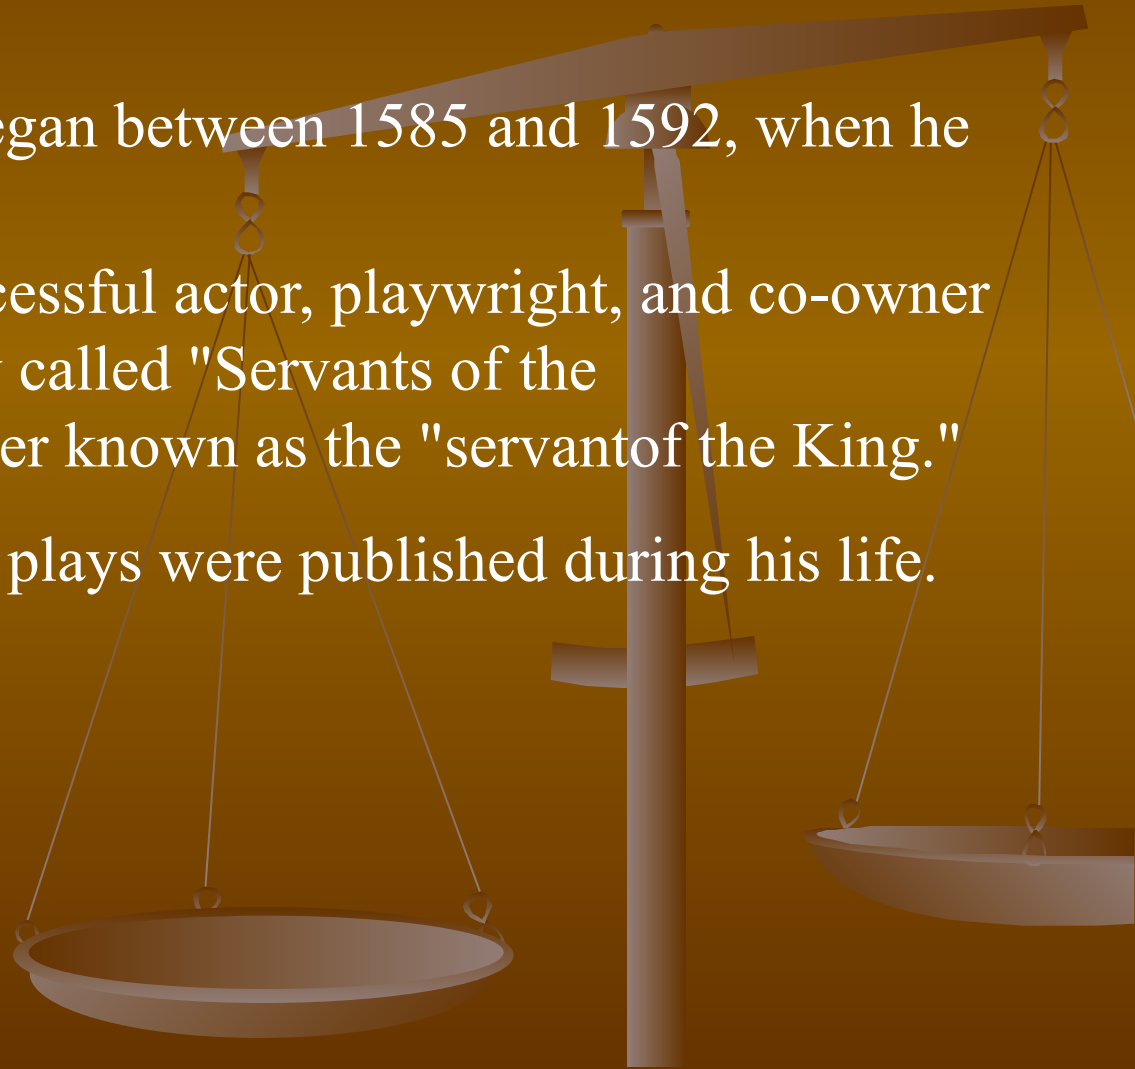 egan between 1585 and 1592, when he
cessful actor, playwright, and co-owner
called "Servants of the
er known as the "servantof the King."
plays were published during his life.